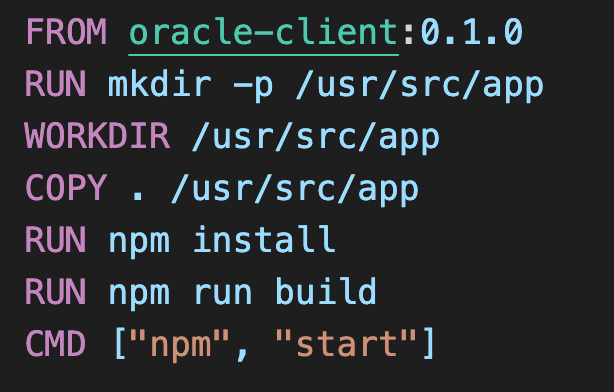 FROM oracle-client:0.1.0
RUN mkdir -p /usr/src/app
WORKDIR /usr/src/app
COPY . /usr/src/app
RUN npm install
RUN npm run build
CMD ["npm", "start"]